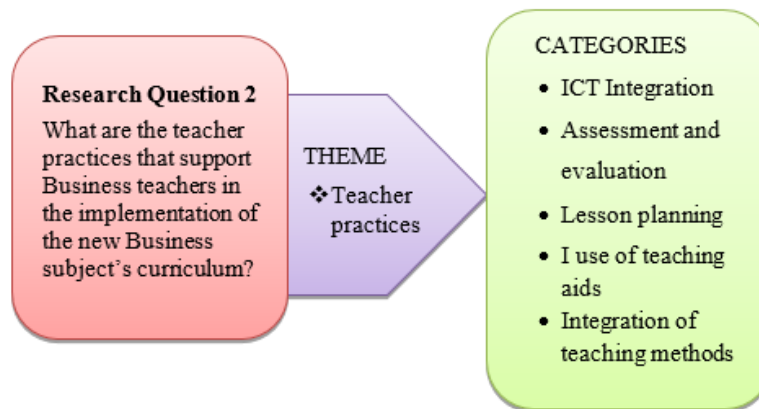 Research Question 2
What are the teacher
practices that support
Business teachers in
the implementation of
the new Business
subject's curriculum?
THEME
❖Teacher
practices
CATEGORIES
• ICT Integration
• Assessment and
evaluation
• Lesson planning
• I use of teaching
aids
• Integration of
teaching methods